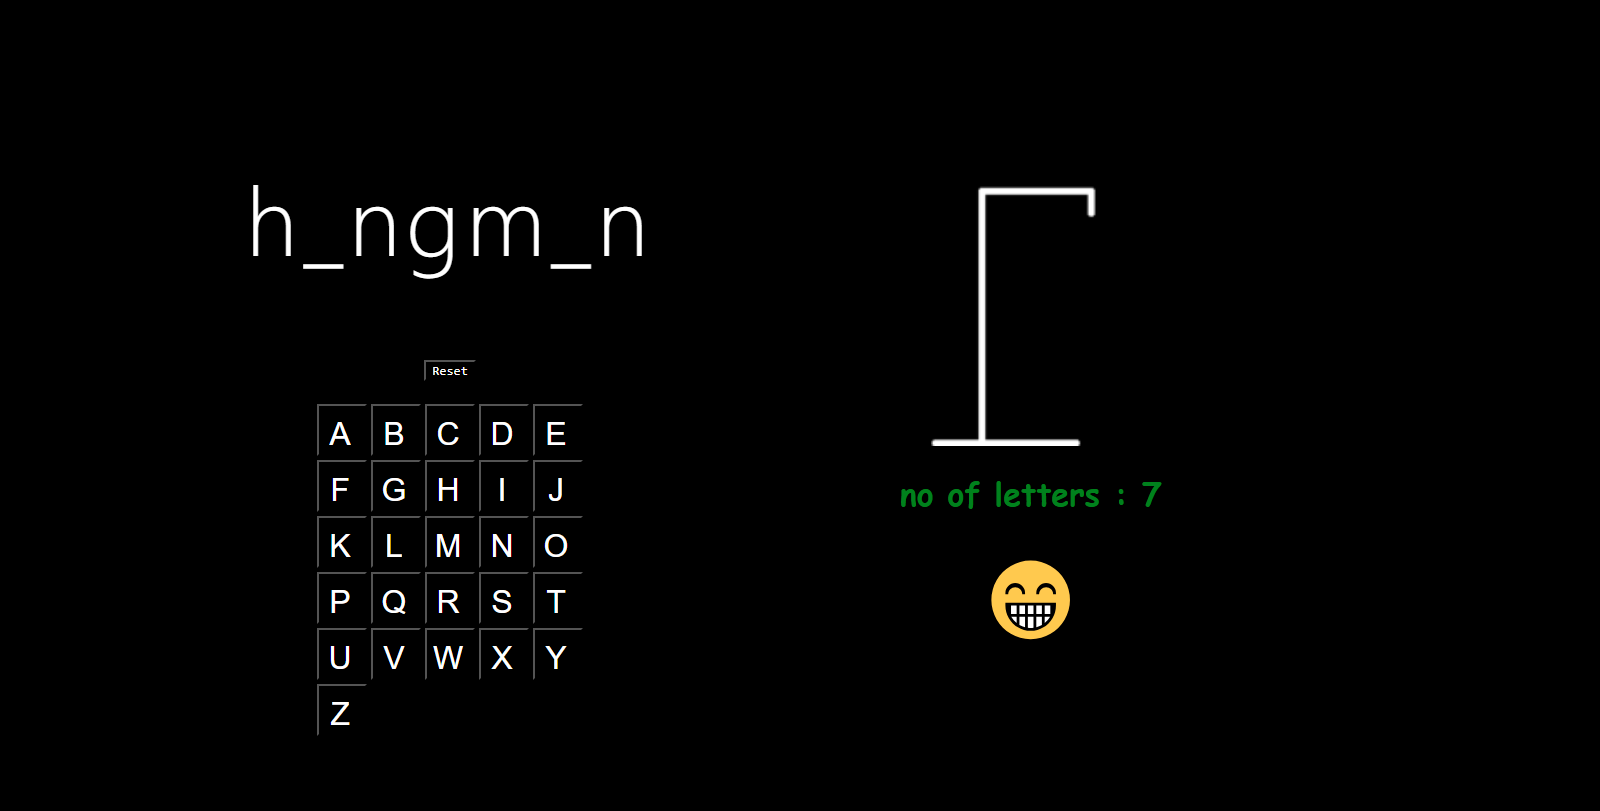 h_ngm_n
Reset
A B C D E
F G H I J
K L M N O
P Q R S T
U V W X Y
Z
no of letters : 7